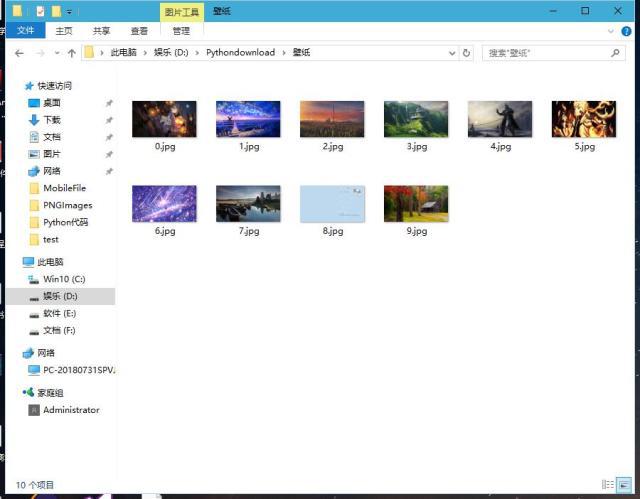 图片工具 壁纸
文件 主页 共享 查看 管理
此电脑 娱乐 (D:) Pythondownload 壁纸 搜索"壁纸"
快速访问
桌面
下载
文档
图片
网络
MobileFile
PNGImages
Python代码
test
此电脑
Win10 (C:)
娱乐 (D:)
软件 (E:)
文档 (F:)
网络
PC-20180731SPV
家庭组
Administrator
0.jpg 1.jpg 2.jpg 3.jpg 4.jpg 5.jpg
6.jpg 7.jpg 8.jpg 9.jpg
10 个项目